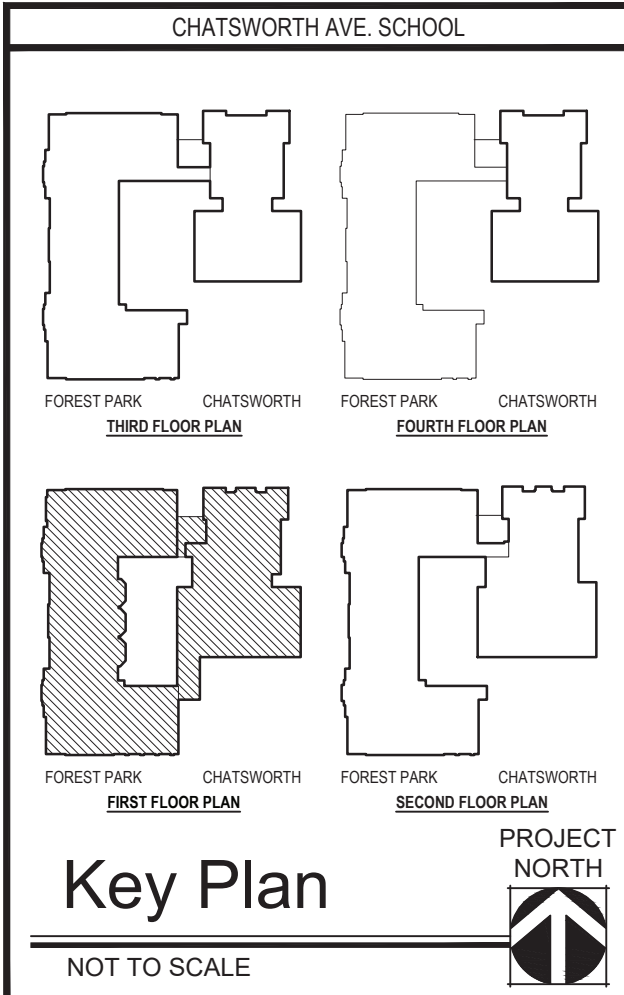 CHATSWORTH AVE. SCHOOL
FOREST PARK CHATSWORTH
THIRD FLOOR PLAN
FOREST PARK CHATSWORTH
FOURTH FLOOR PLAN
FOREST PARK CHATSWORTH
FIRST FLOOR PLAN
FOREST PARK CHATSWORTH
SECOND FLOOR PLAN
Key Plan
NOT TO SCALE
PROJECT
NORTH